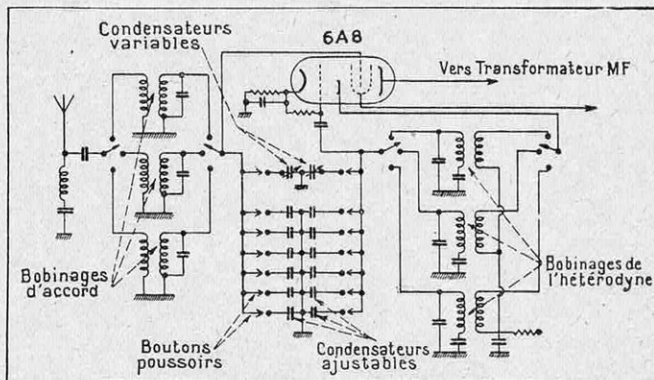 Condensateurs
variables
6A8
Vers Transformateur MF
Bobinages
d'accord
Boutons
poussoirs
Condensateurs
ajustables
Bobinages de
l'hétérodyne